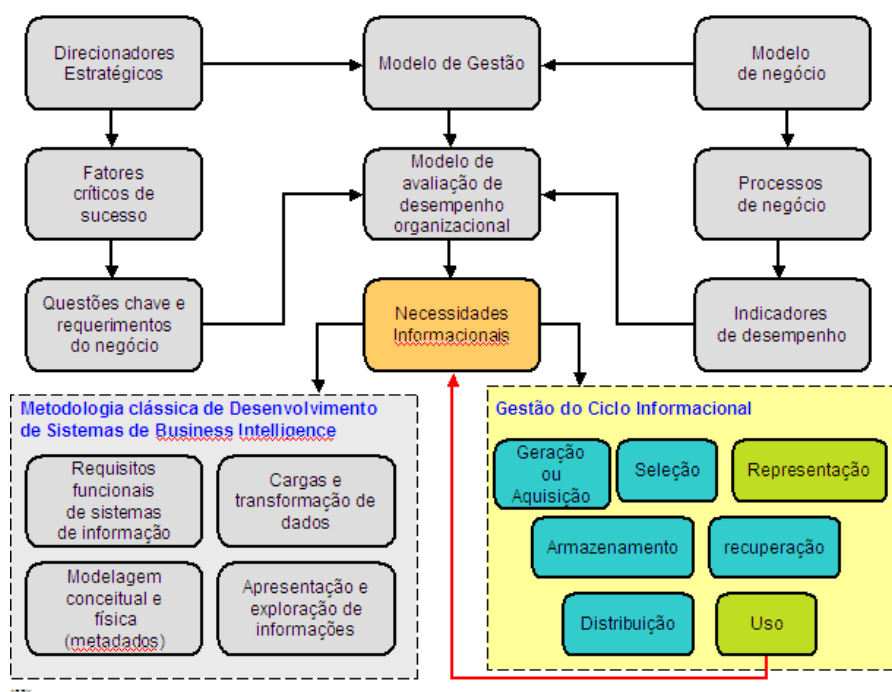 Direcionadores
Estratégicos
Modelo de Gestão
Modelo
de negócio
Fatores
críticos de
sucesso
Modelo de
avaliação de
desempenho
organizacional
Processos
de negócio
Questões chave e
requerimentos
do negócio
Necessidades
Informacionais
Indicadores
de desempenho
Metodologia clássica de Desenvolvimento
de Sistemas de Business Intelligence
Requisitos
funcionais
de sistemas
de informação
Cargas e
transformação de
dados
Modelagem
conceitual e
física
(metadados)
Apresentação e
exploração de
informações
Gestão do Ciclo Informacional
Geração
ou
Aquisição
Seleção
Representação
Armazenamento
recuperação
Distribuição
Uso